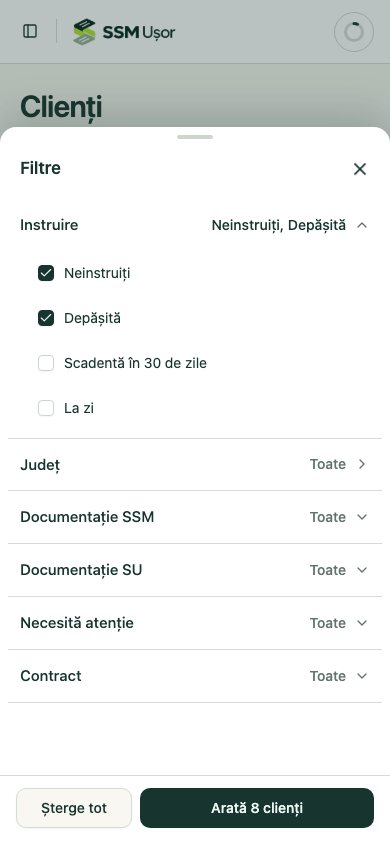 SSM Ușor
Clienți
Filtre
Instruire Neinstruiți, Depășită
Neinstruiți
Depășită
Scadentă în 30 de zile
La zi
Județ Toate
Documentație SSM Toate
Documentație SU Toate
Necesită atenție Toate
Contract Toate
Șterge tot Arată 8 clienți